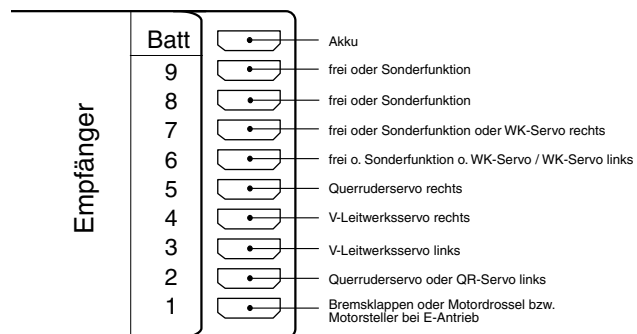 Empfänger
Batt Akku
9 frei oder Sonderfunktion
8 frei oder Sonderfunktion
7 frei oder Sonderfunktion oder WK-Servo rechts
6 frei o. Sonderfunktion o. WK-Servo / WK-Servo links
5 Querruderservo rechts
4 V-Leitwerksservo rechts
3 V-Leitwerksservo links
2 Querruderservo oder QR-Servo links
1 Bremsklappen oder Motordrossel bzw.
Motorsteller bei E-Antrieb